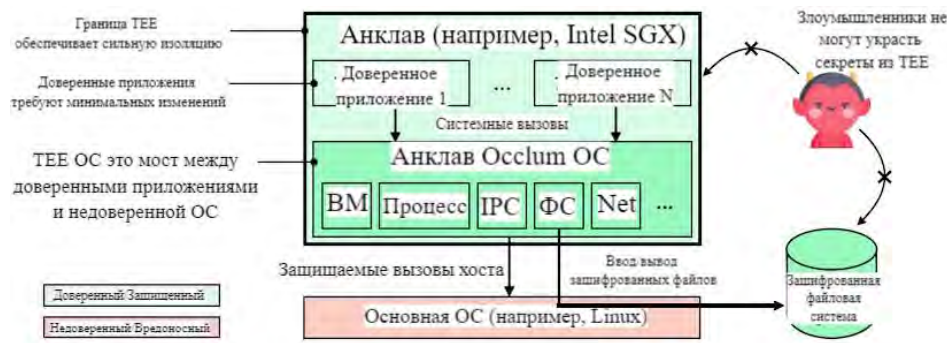 Граница TEE
обеспечивает сильную изоляцию
Анклав (например, Intel SGX)
Злоумышленники не
могут украсть
секреты из TEE
Доверенные приложения
требуют минимальных изменений
. Доверенное
приложение 1
...
. Доверенное
приложение N
Системные вызовы
TEE ОС это мост между
доверенными приложениями
и недоверенной ОС
Анклав Occlum ОС
ВМ
Процесс
IPC
ФС
Net
...
Защищаемые вызовы хоста
Ввод/вывод
зашифрованных файлов
Зашифрованная
файловая
система
Доверенный/Защищенный
Недоверенный/Вредоносный
Основная ОС (например, Linux)